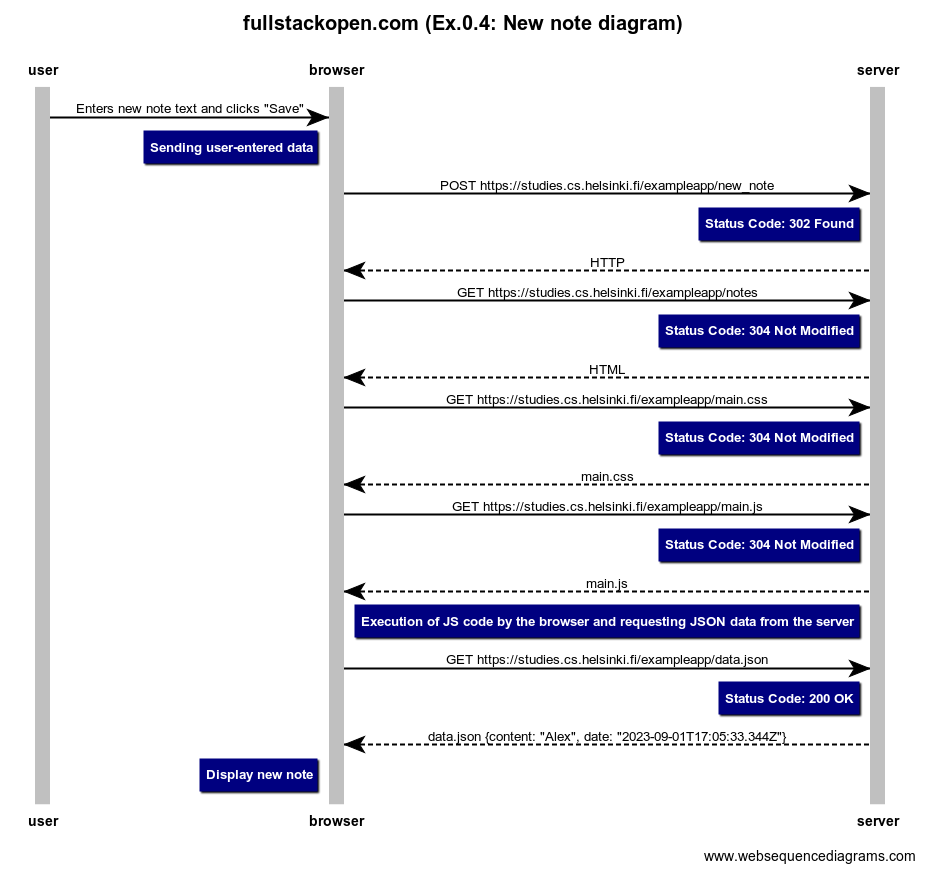 fullstackopen.com (Ex.0.4: New note diagram)
user browser server
Enters new note text and clicks "Save"
Sending user-entered data
POST https://studies.cs.helsinki.fi/exampleapp/new_note
Status Code: 302 Found
HTTP
GET https://studies.cs.helsinki.fi/exampleapp/notes
Status Code: 304 Not Modified
HTML
GET https://studies.cs.helsinki.fi/exampleapp/main.css
Status Code: 304 Not Modified
main.css
GET https://studies.cs.helsinki.fi/exampleapp/main.js
Status Code: 304 Not Modified
main.js
Execution of JS code by the browser and requesting JSON data from the server
GET https://studies.cs.helsinki.fi/exampleapp/data.json
Status Code: 200 OK
data.json {content: "Alex", date: "2023-09-01T17:05:33.344Z"}
Display new note
user browser server
www.websequencediagrams.com